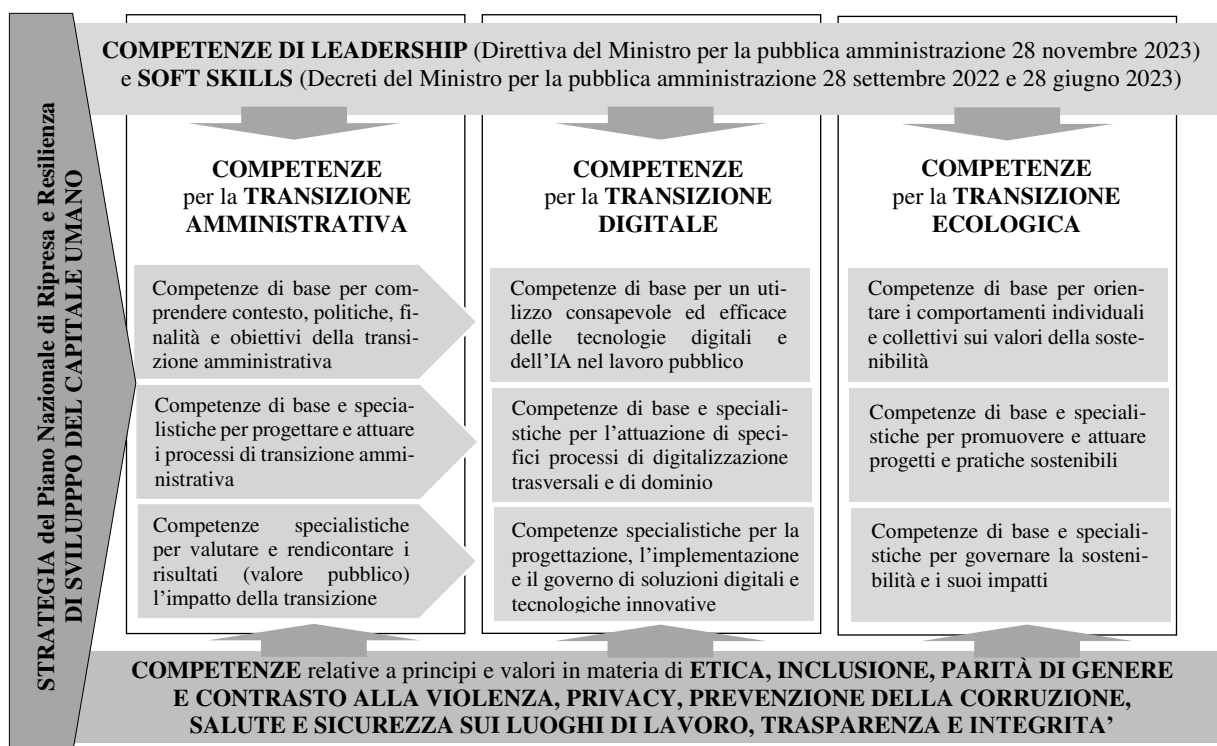 STRATEGIA del Piano Nazionale di Ripresa e Resilienza
DI SVILUPPO DEL CAPITALE UMANO
COMPETENZE DI LEADERSHIP (Direttiva del Ministro per la pubblica amministrazione 28 novembre 2023)
e SOFT SKILLS (Decreti del Ministro per la pubblica amministrazione 28 settembre 2022 e 28 giugno 2023)
COMPETENZE
per la TRANSIZIONE
AMMINISTRATIVA
Competenze di base per com-
prendere contesto, politiche, fi-
nalità e obiettivi della transi-
zione amministrativa
Competenze di base e specia-
listiche per progettare e attuare
i processi di transizione ammi-
nistrativa
Competenze specialistiche
per valutare e rendicontare i
risultati (valore pubblico)
l'impatto della transizione
COMPETENZE
per la TRANSIZIONE
DIGITALE
Competenze di base per un uti-
lizzo consapevole ed efficace
delle tecnologie digitali e
dell'IA nel lavoro pubblico
Competenze di base e speciali-
stiche per l'attuazione di speci-
fici processi di digitalizzazione
trasversali e di dominio
Competenze specialistiche per la
progettazione, l'implementazione
e il governo di soluzioni digitali e
tecnologiche innovative
COMPETENZE
per la TRANSIZIONE
ECOLOGICA
Competenze di base per orien-
tare i comportamenti individuali
e collettivi sui valori della soste-
nibilità
Competenze di base e speciali-
stiche per promuovere e attuare
progetti e pratiche sostenibili
Competenze di base e speciali-
stiche per governare la sosteni-
bilità e i suoi impatti
COMPETENZE relative a principi e valori in materia di ETICA, INCLUSIONE, PARITÀ DI GENERE
E CONTRASTO ALLA VIOLENZA, PRIVACY, PREVENZIONE DELLA CORRUZIONE,
SALUTE E SICUREZZA SUI LUOGHI DI LAVORO, TRASPARENZA E INTEGRITA'